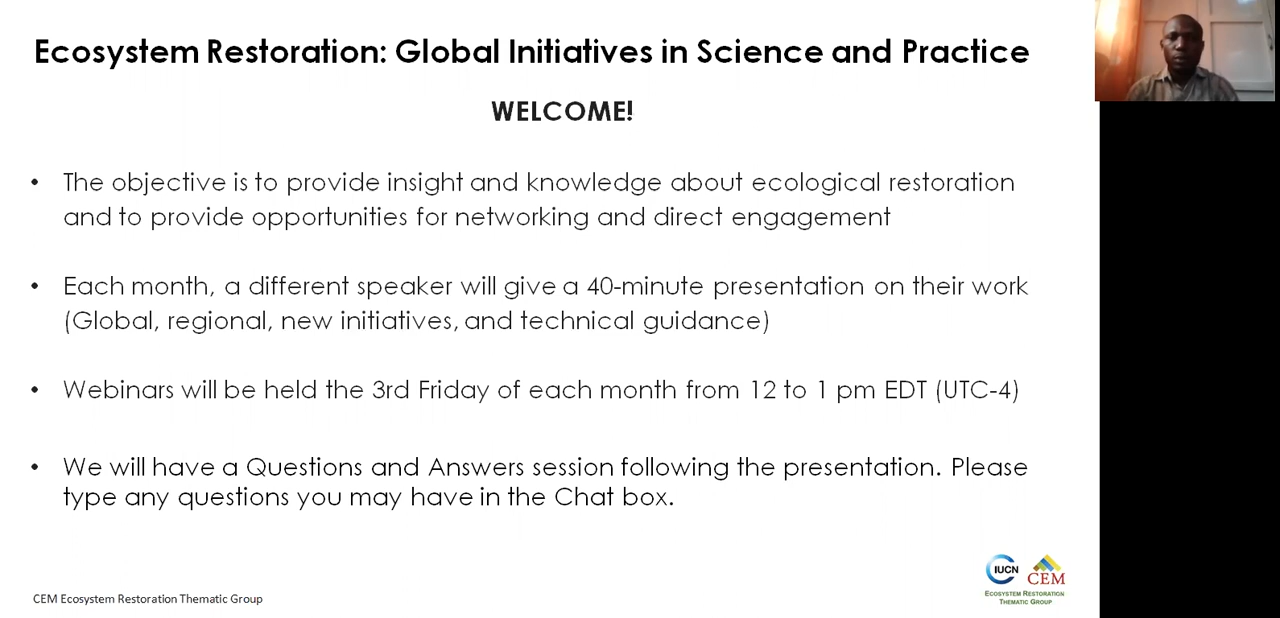 Ecosystem Restoration: Global Initiatives in Science and Practice
WELCOME!
• The objective is to provide insight and knowledge about ecological restoration
and to provide opportunities for networking and direct engagement
• Each month, a different speaker will give a 40-minute presentation on their work
(Global, regional, new initiatives, and technical guidance)
• Webinars will be held the 3rd Friday of each month from 12 to 1 pm EDT (UTC-4)
• We will have a Questions and Answers session following the presentation. Please
type any questions you may have in the Chat box.
IUCN CEM
ECOSYSTEM RESTORATION
THEMATIC GROUP
CEM Ecosystem Restoration Thematic Group